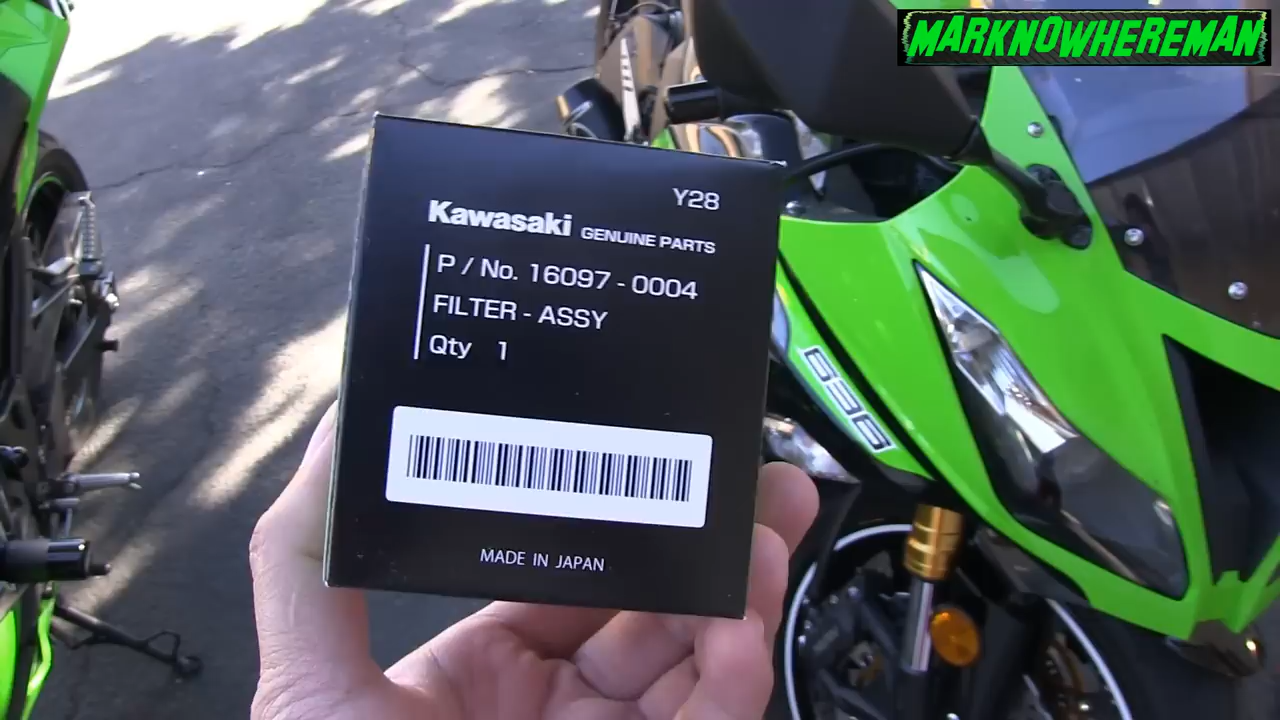 MARKNOWHEREMAN
Y28
Kawasaki GENUINE PARTS
P / No. 16097 - 0004
FILTER - ASSY
Qty 1
MADE IN JAPAN
636